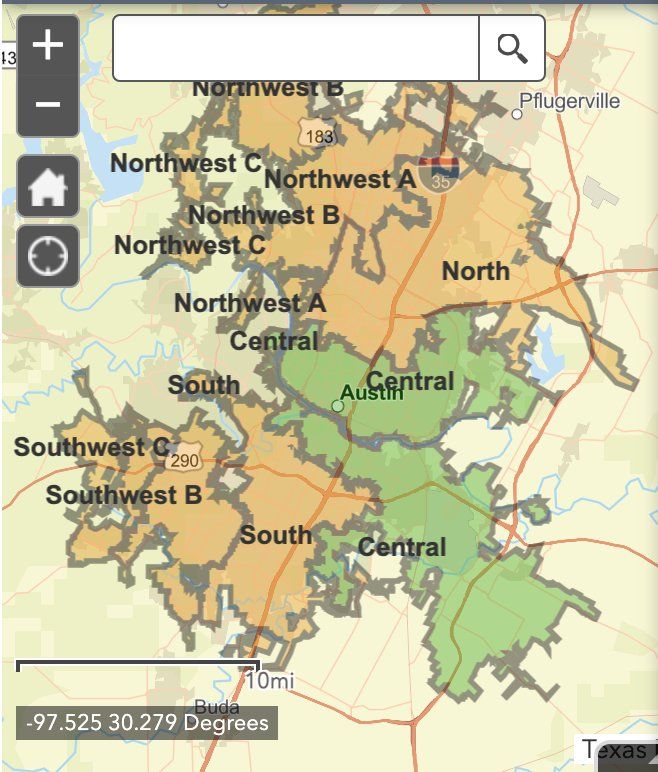 43
Northwest B
Pflugerville
183
Northwest C
Northwest A
35
Northwest B
Northwest C
North
Northwest A
Central
South
Central
Austin
Southwest C
290
Southwest B
South
Central
10mi
Buda
-97.525 30.279 Degrees
Texas